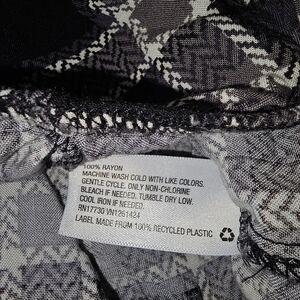 100% RAYON
MACHINE WASH COLD WITH LIKE COLORS.
GENTLE CYCLE. ONLY NON-CHLORINE
BLEACH IF NEEDED. TUMBLE DRY LOW.
COOL IRON IF NEEDED.
RN17730 VN1261424
LABEL MADE FROM 100% RECYCLED PLASTIC